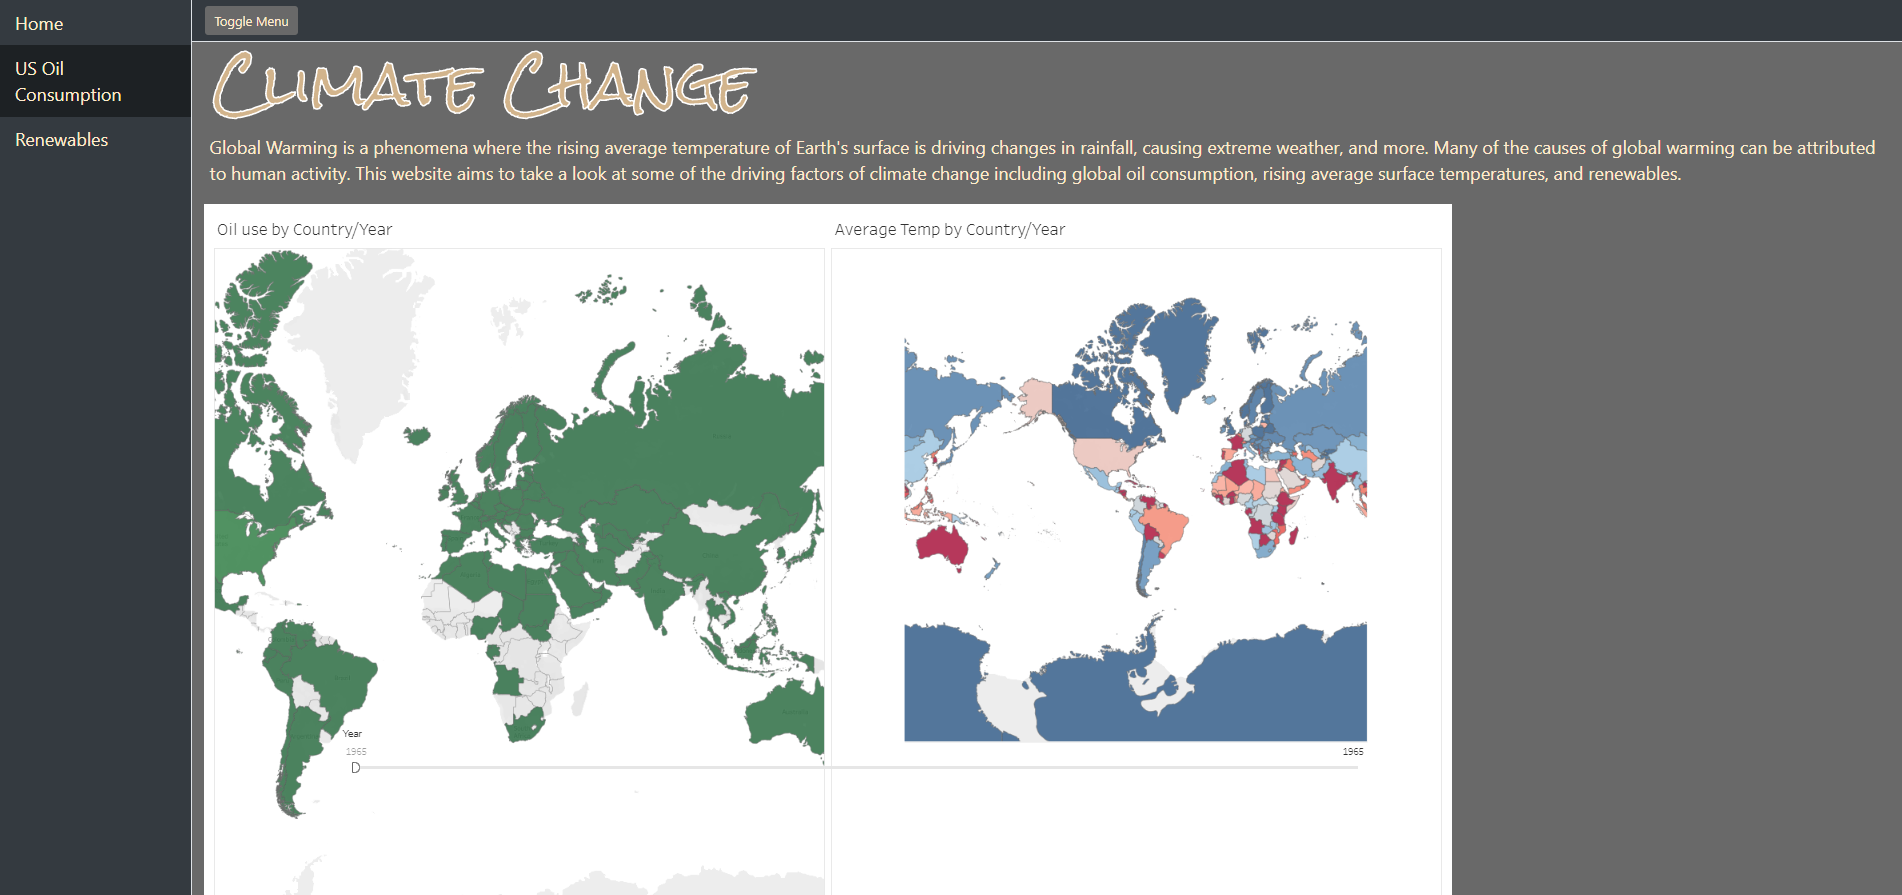 Home
US Oil
Consumption
Renewables
Toggle Menu
Climate Change
Global Warming is a phenomena where the rising average temperature of Earth's surface is driving changes in rainfall, causing extreme weather, and more. Many of the causes of global warming can be attributed
to human activity. This website aims to take a look at some of the driving factors of climate change including global oil consumption, rising average surface temperatures, and renewables.
Oil use by Country/Year
Average Temp by Country/Year
Year
1965
1965